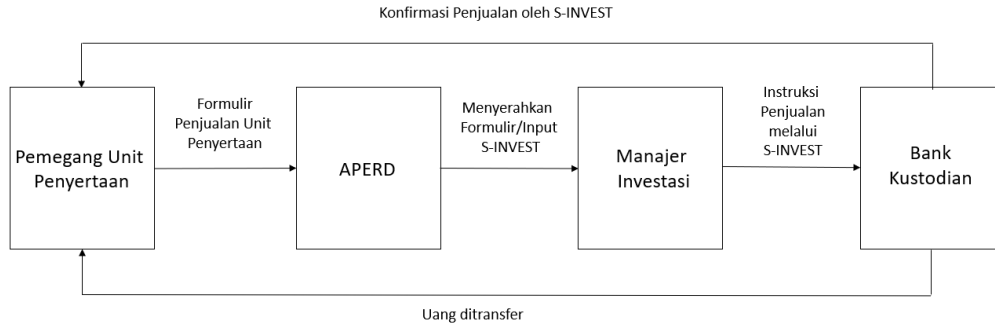 Konfirmasi Penjualan oleh S-INVEST
Formulir
Penjualan Unit
Penyertaan
Menyerahkan
Formulir/Input
S-INVEST
Instruksi
Penjualan
melalui
S-INVEST
Pemegang Unit
Penyertaan
APERD
Manajer
Investasi
Bank
Kustodian
Uang ditransfer